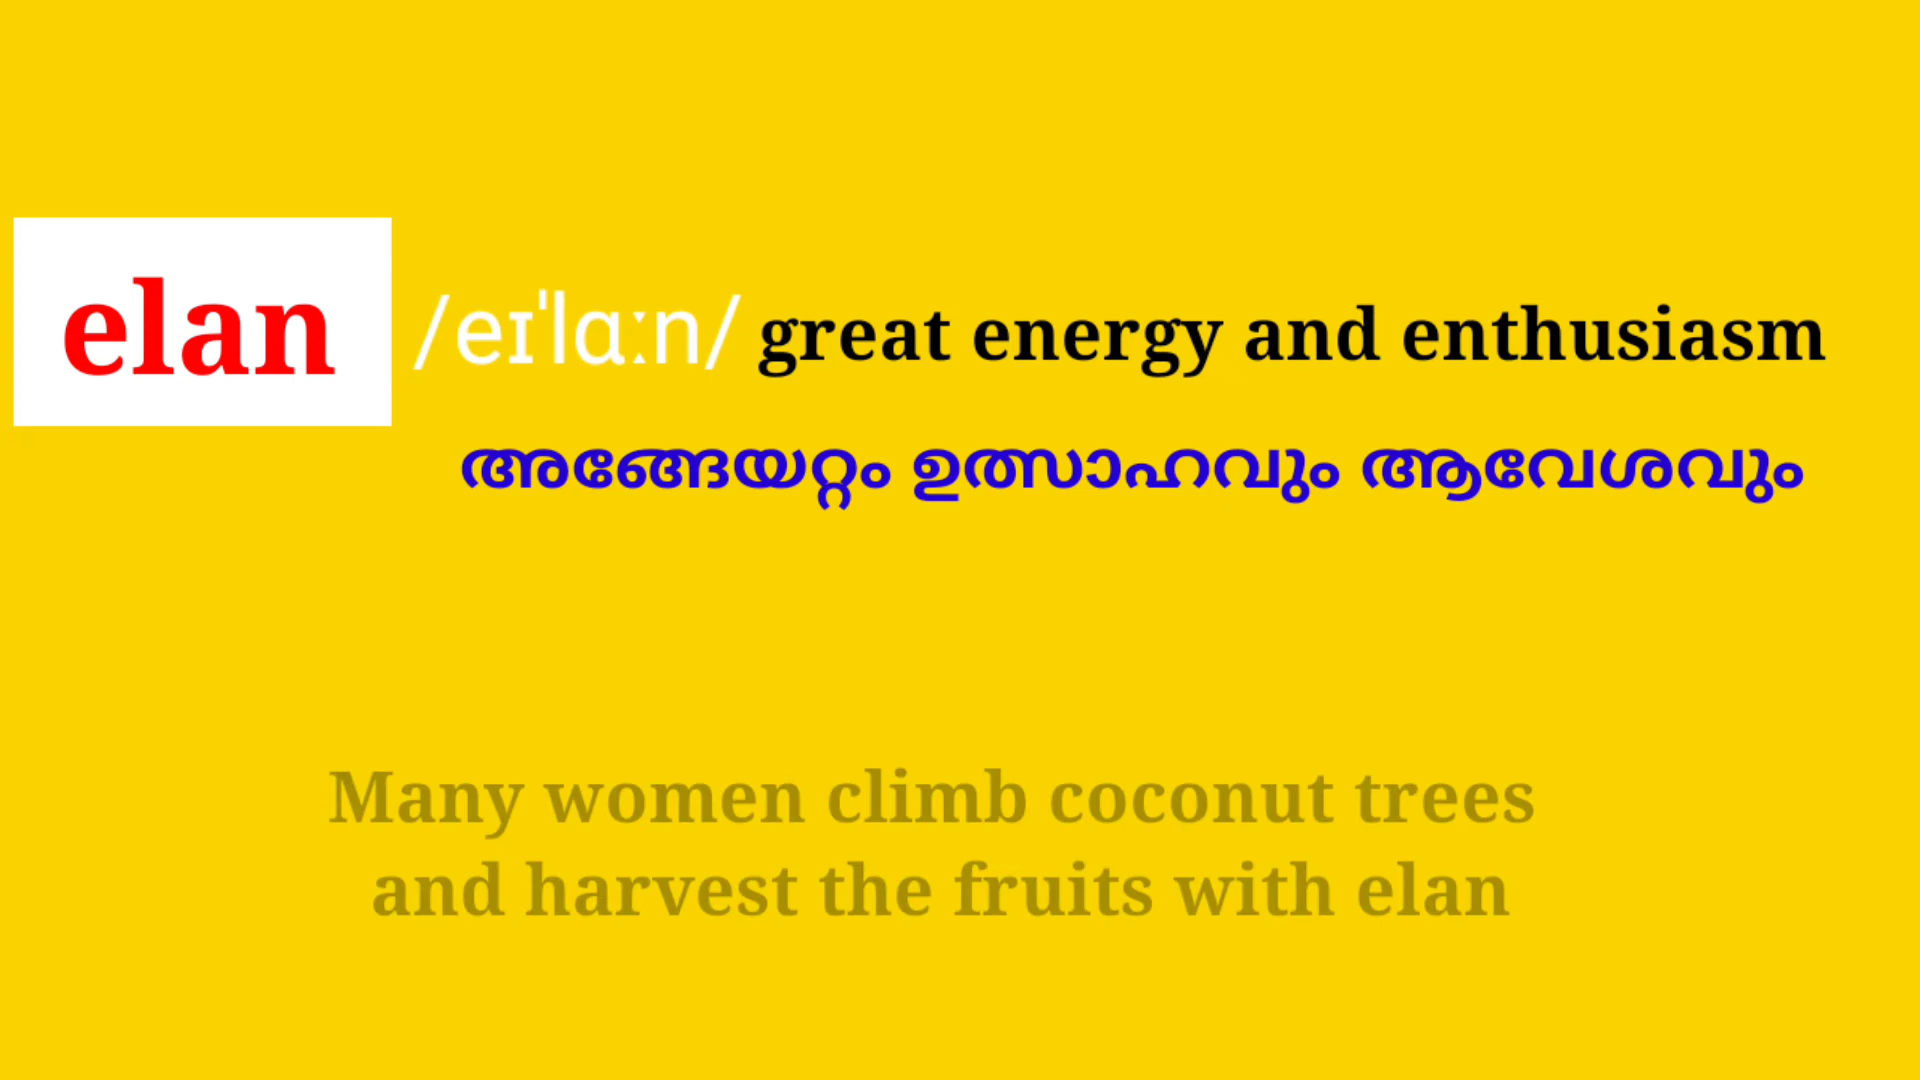 elan /eɪˈlɑːn/ great energy and enthusiasm
അങ്ങേയറ്റം ഉത്സാഹവും ആവേശവും
Many women climb coconut trees
and harvest the fruits with elan